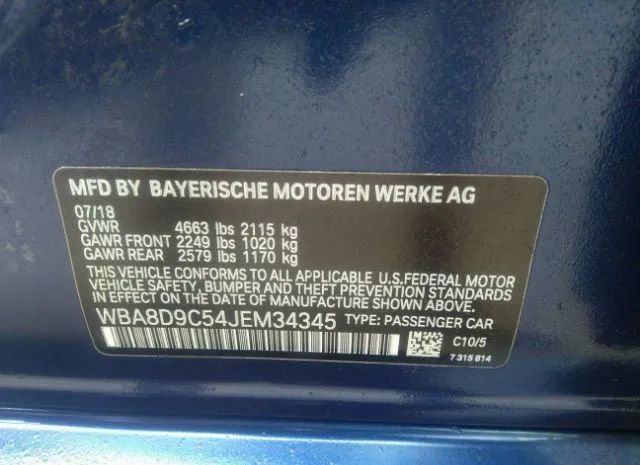 MFD BY BAYERISCHE MOTOREN WERKE AG
07/18
GVWR 4663 lbs 2115 kg
GAWR FRONT 2249 lbs 1020 kg
GAWR REAR 2579 lbs 1170 kg
THIS VEHICLE CONFORMS TO ALL APPLICABLE U.S.FEDERAL MOTOR
VEHICLE SAFETY, BUMPER, AND THEFT PREVENTION STANDARDS
IN EFFECT ON THE DATE OF MANUFACTURE SHOWN ABOVE.
WBA8D9C54JEM34345 TYPE: PASSENGER CAR
C10/5
7 315 814